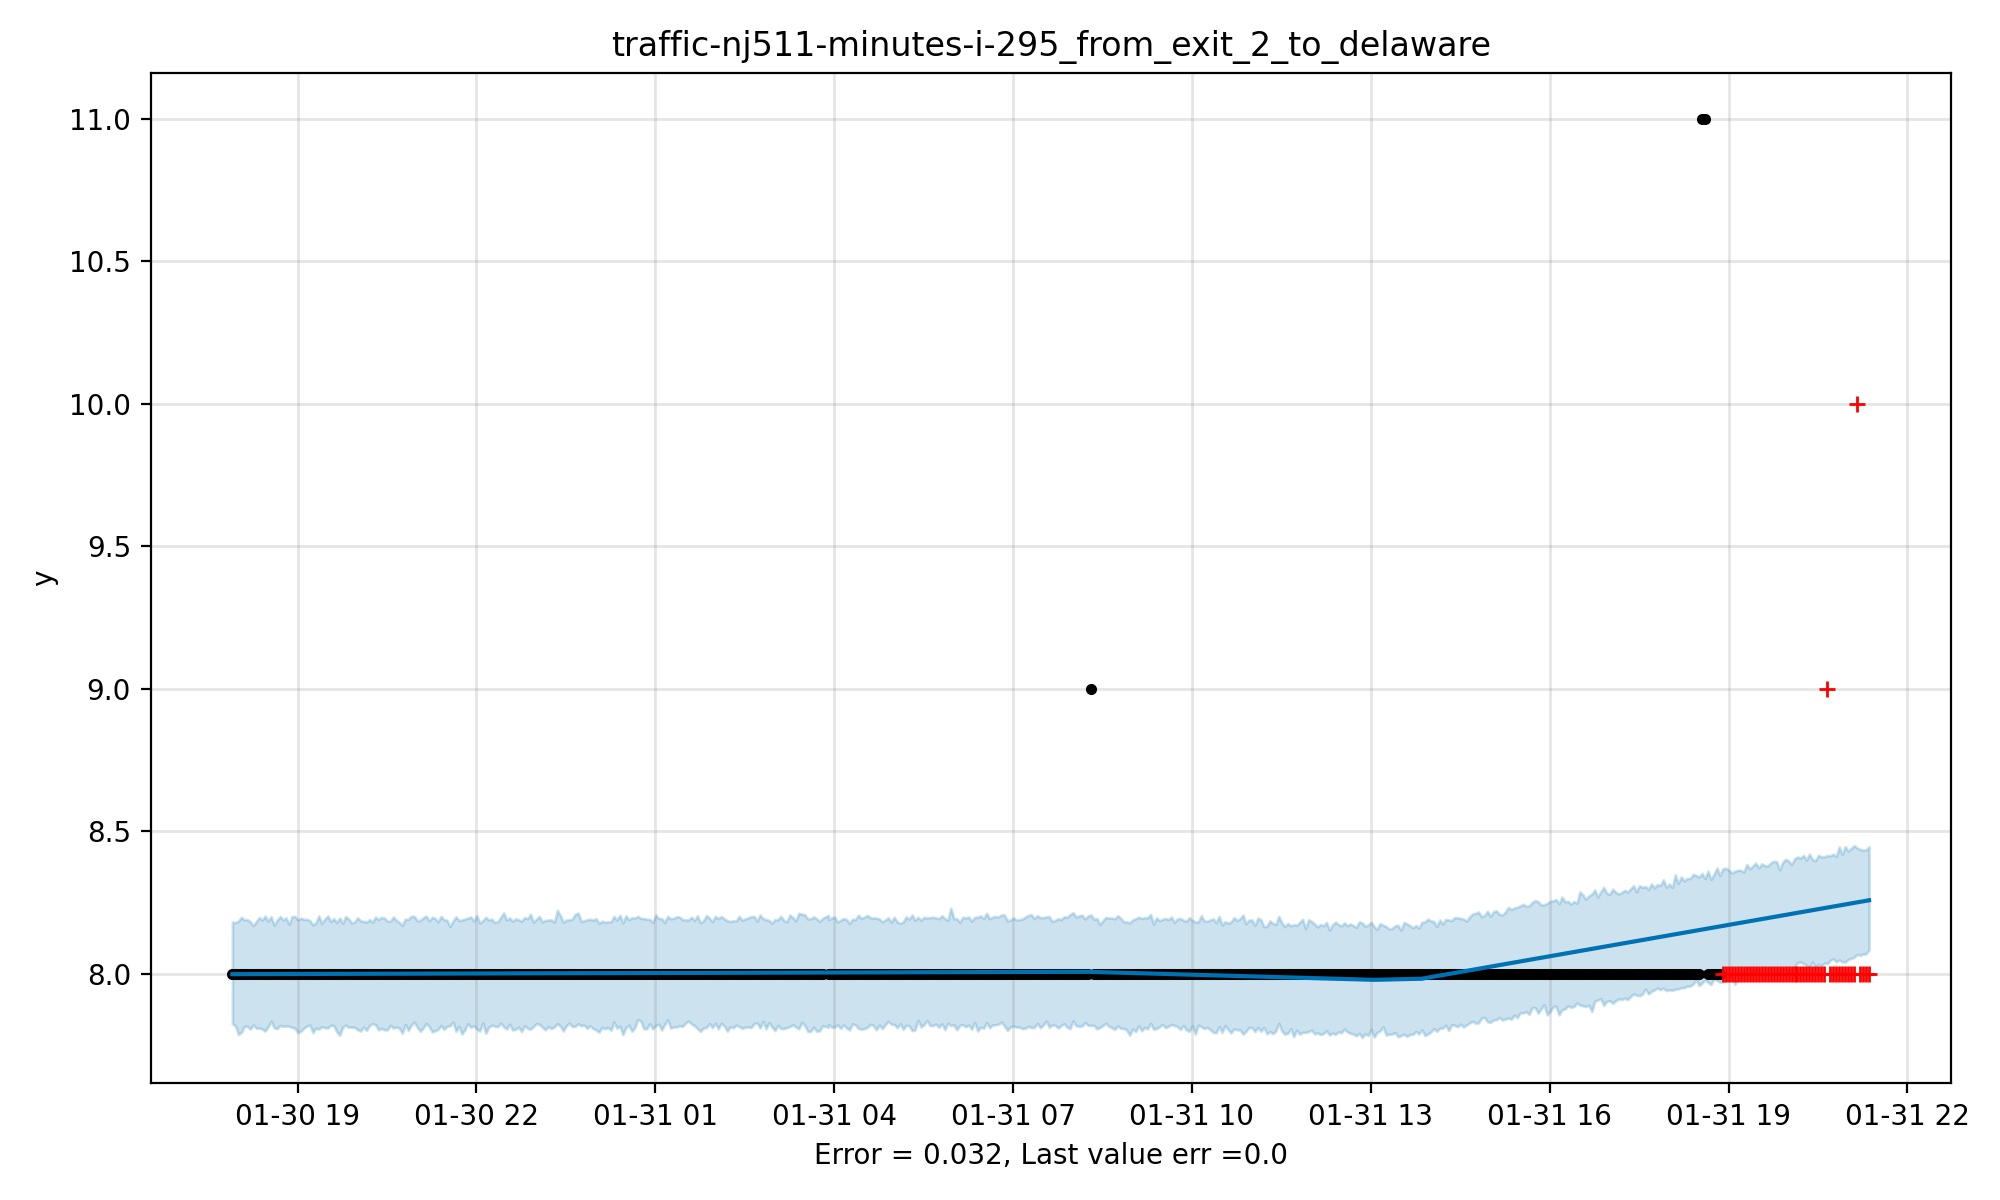 traffic-nj511-minutes-i-295_from_exit_2_to_delaware
11.0
10.5
10.0
9.5
9.0
8.5
8.0
y
01-30 19 01-30 22 01-31 01 01-31 04 01-31 07 01-31 10 01-31 13 01-31 16 01-31 19 01-31 22
Error = 0.032, Last value err =0.0